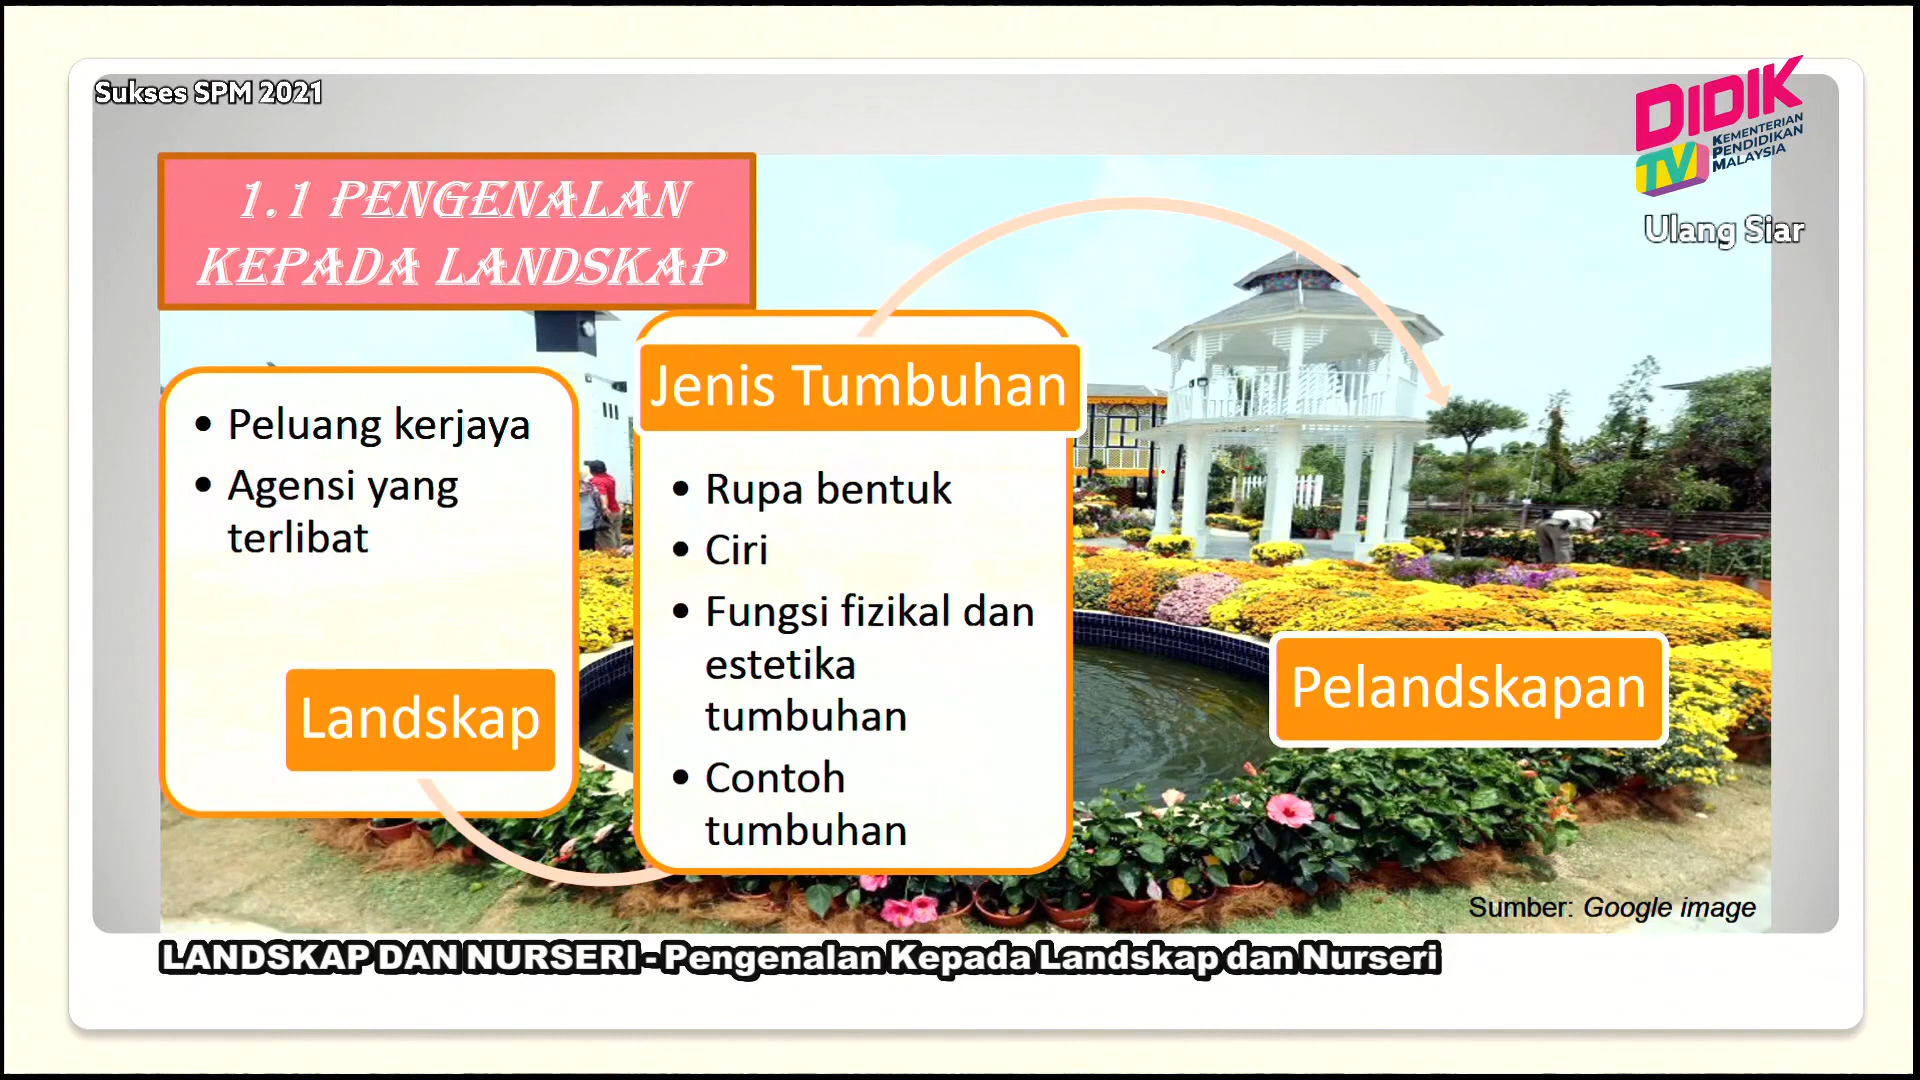 Sukses SPM 2021
DIDIK
TV
KEMENTERIAN
PENDIDIKAN
MALAYSIA
Ulang Siar
1.1 PENGENALAN
KEPADA LANDSKAP
• Peluang kerjaya
• Agensi yang
terlibat
Landskap
Jenis Tumbuhan
• Rupa bentuk
• Ciri
• Fungsi fizikal dan
estetika
tumbuhan
• Contoh
tumbuhan
Pelandskapan
Sumber: Google image
LANDSKAP DAN NURSERI - Pengenalan Kepada Landskap dan Nurseri